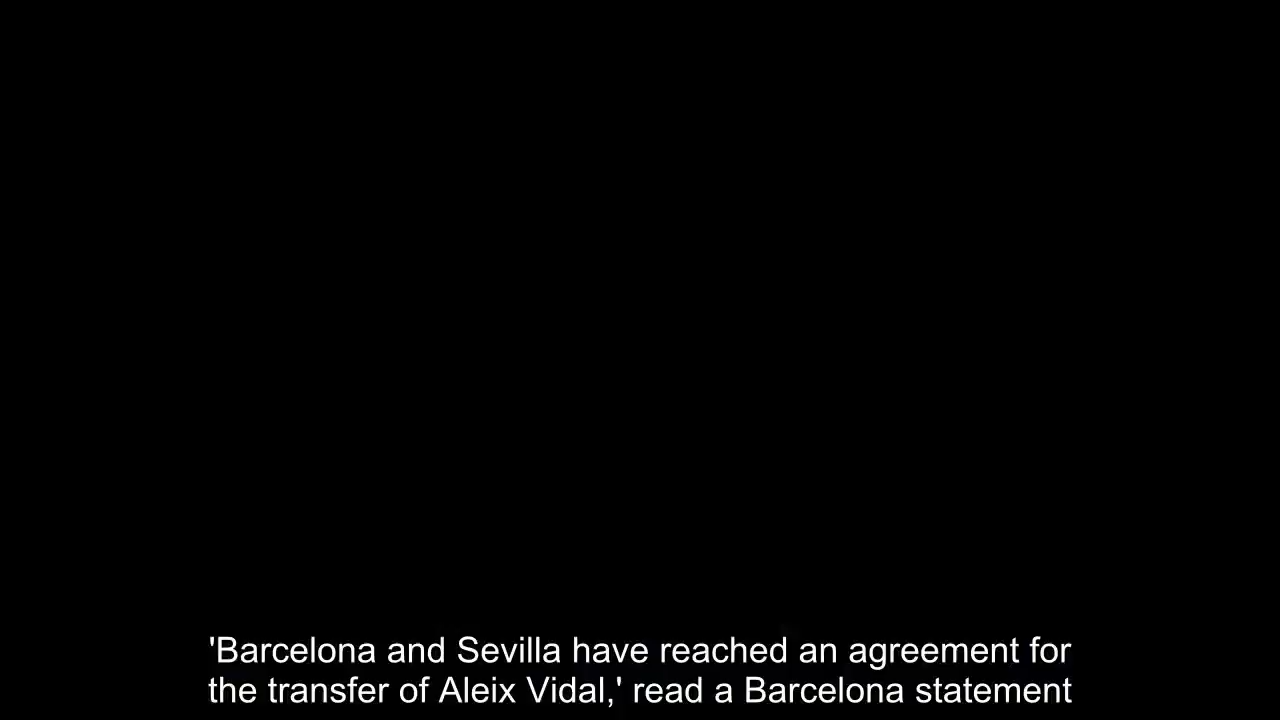 'Barcelona and Sevilla have reached an agreement for
the transfer of Aleix Vidal,' read a Barcelona statement